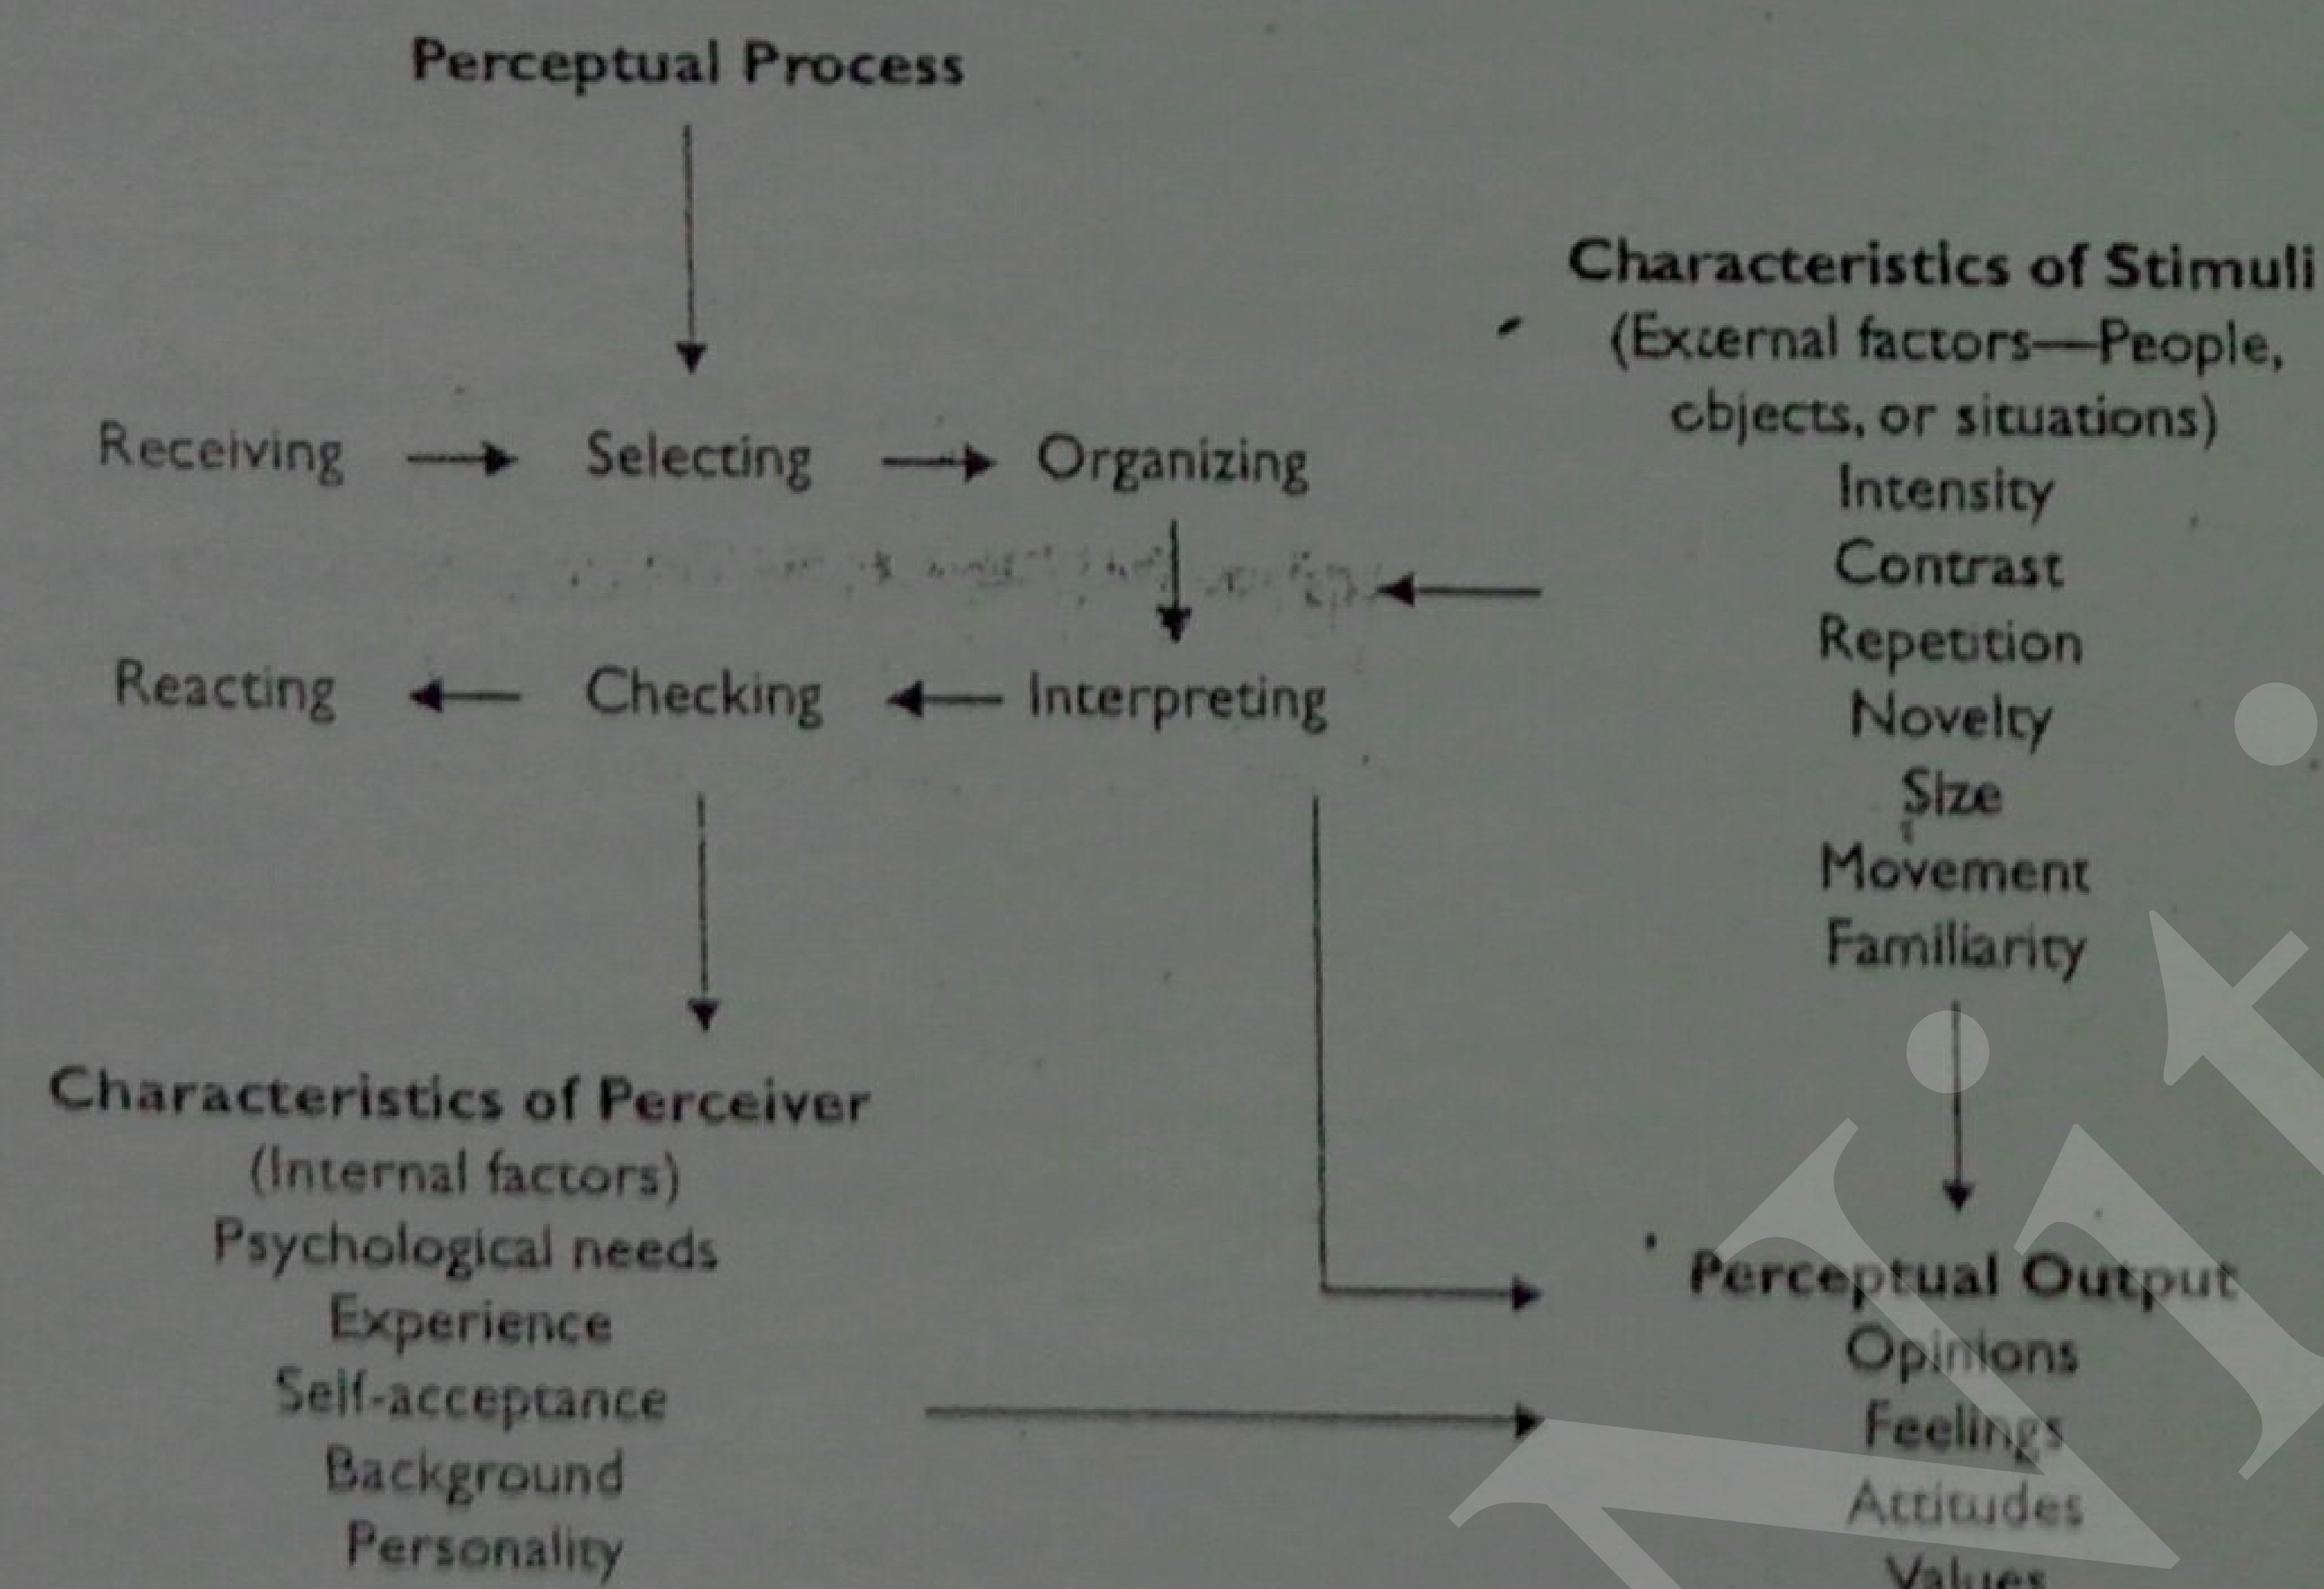 Perceptual Process
Receiving Selecting Organizing
Reacting Checking Interpreting
Characteristics of Stimuli
(External factors—People,
objects, or situations)
Intensity
Contrast
Repetition
Novelty
Size
Movement
Familiarity
Characteristics of Perceiver
(Internal factors)
Psychological needs
Experience
Self-acceptance
Background
Personality
Perceptual Output
Opinions
Feelings
Attitudes
Values